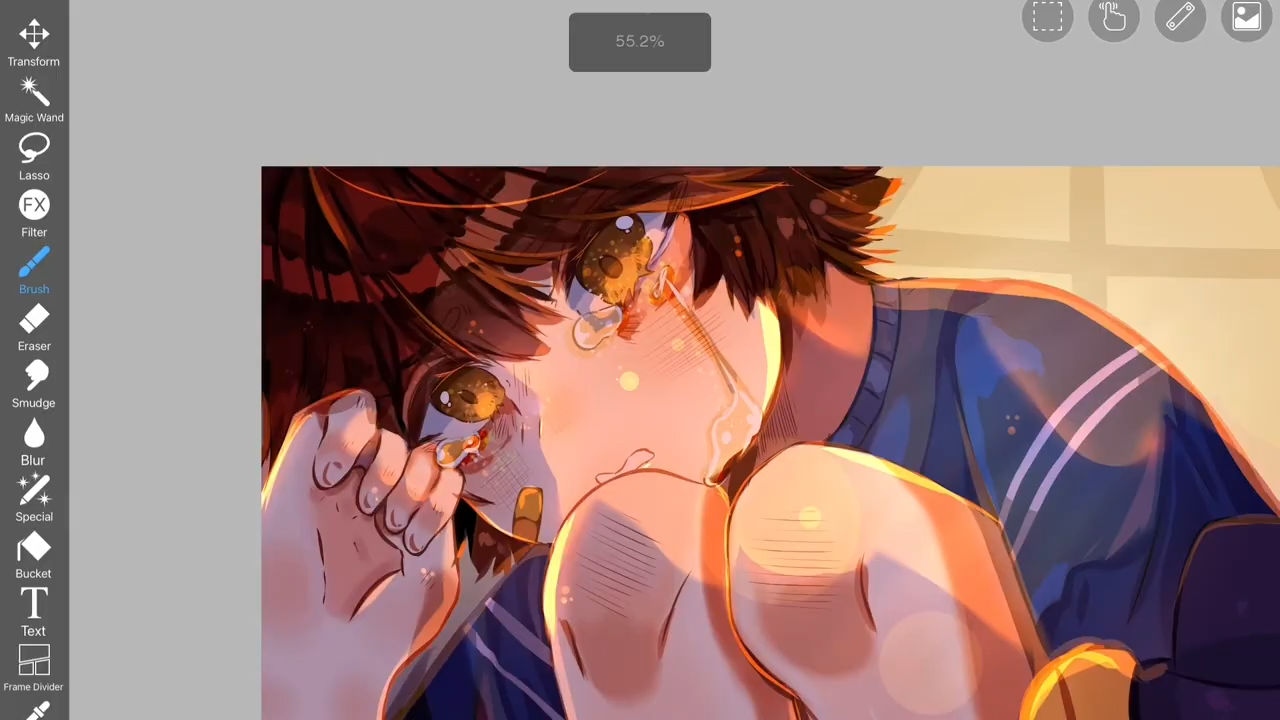 55.2%
Transform
Magic Wand
Lasso
FX
Filter
Brush
Eraser
Smudge
Blur
Special
Bucket
T
Text
Frame Divider